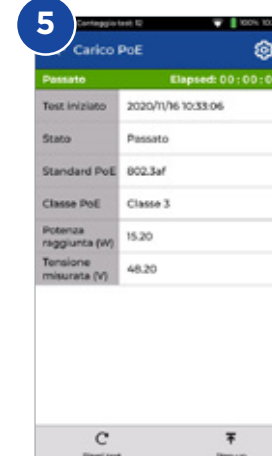 5
Conteggio test: 12
100%
Carico PoE
Passato Elapsed: 00:00:0
Test iniziato 2020/11/16 10:33:06
Stato Passato
Standard PoE 802.3af
Classe PoE Classe 3
Potenza
raggiunta (W) 15.20
Tensione
misurata (V) 48.20